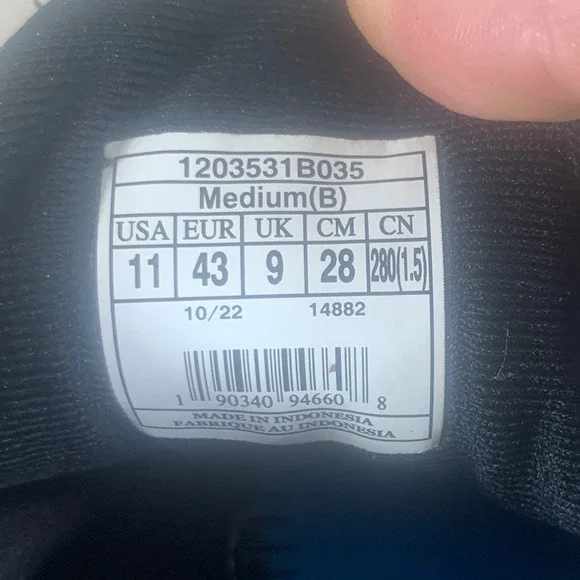 1203531B035
Medium(B)
USA EUR UK CM CN
11 43 9 28 280(1.5)
10/22 14882
1 90340 94660 8
MADE IN INDONESIA
FABRIQUE AU INDONESIA